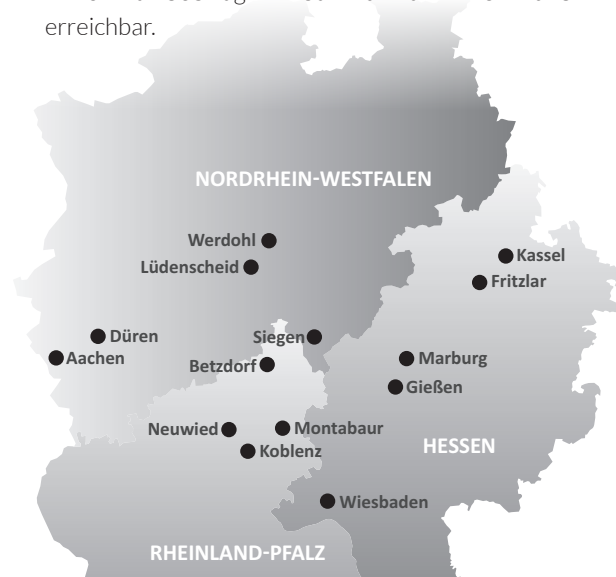 erreichbar.
NORDRHEIN-WESTFALEN
Werdohl
Kassel
Lüdenscheid
Fritzlar
Düren
Siegen
Aachen
Betzdorf
Marburg
Gießen
Neuwied
Montabaur
Koblenz
HESSEN
Wiesbaden
RHEINLAND-PFALZ